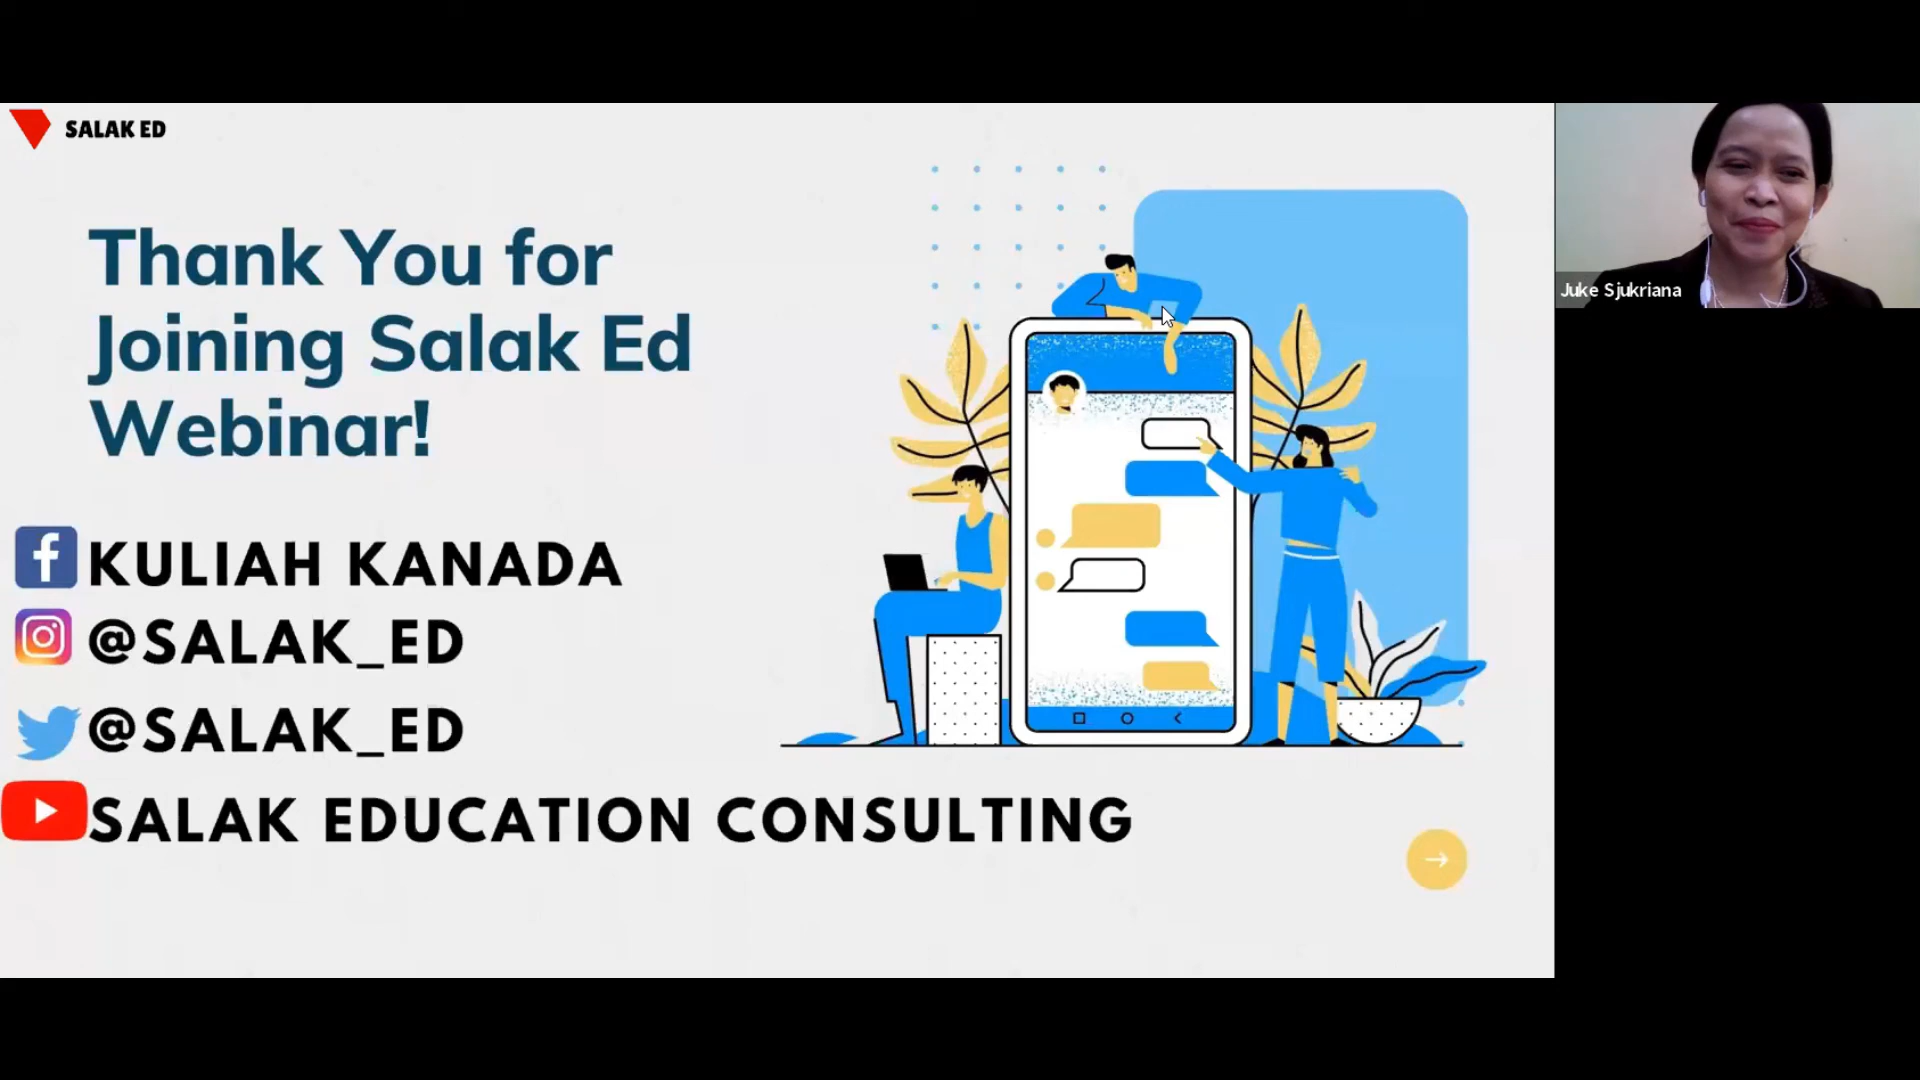 SALAK ED
Thank You for
Joining Salak Ed
Webinar!
KULIAH KANADA
@SALAK_ED
@SALAK_ED
SALAK EDUCATION CONSULTING
Juke Sjukriana